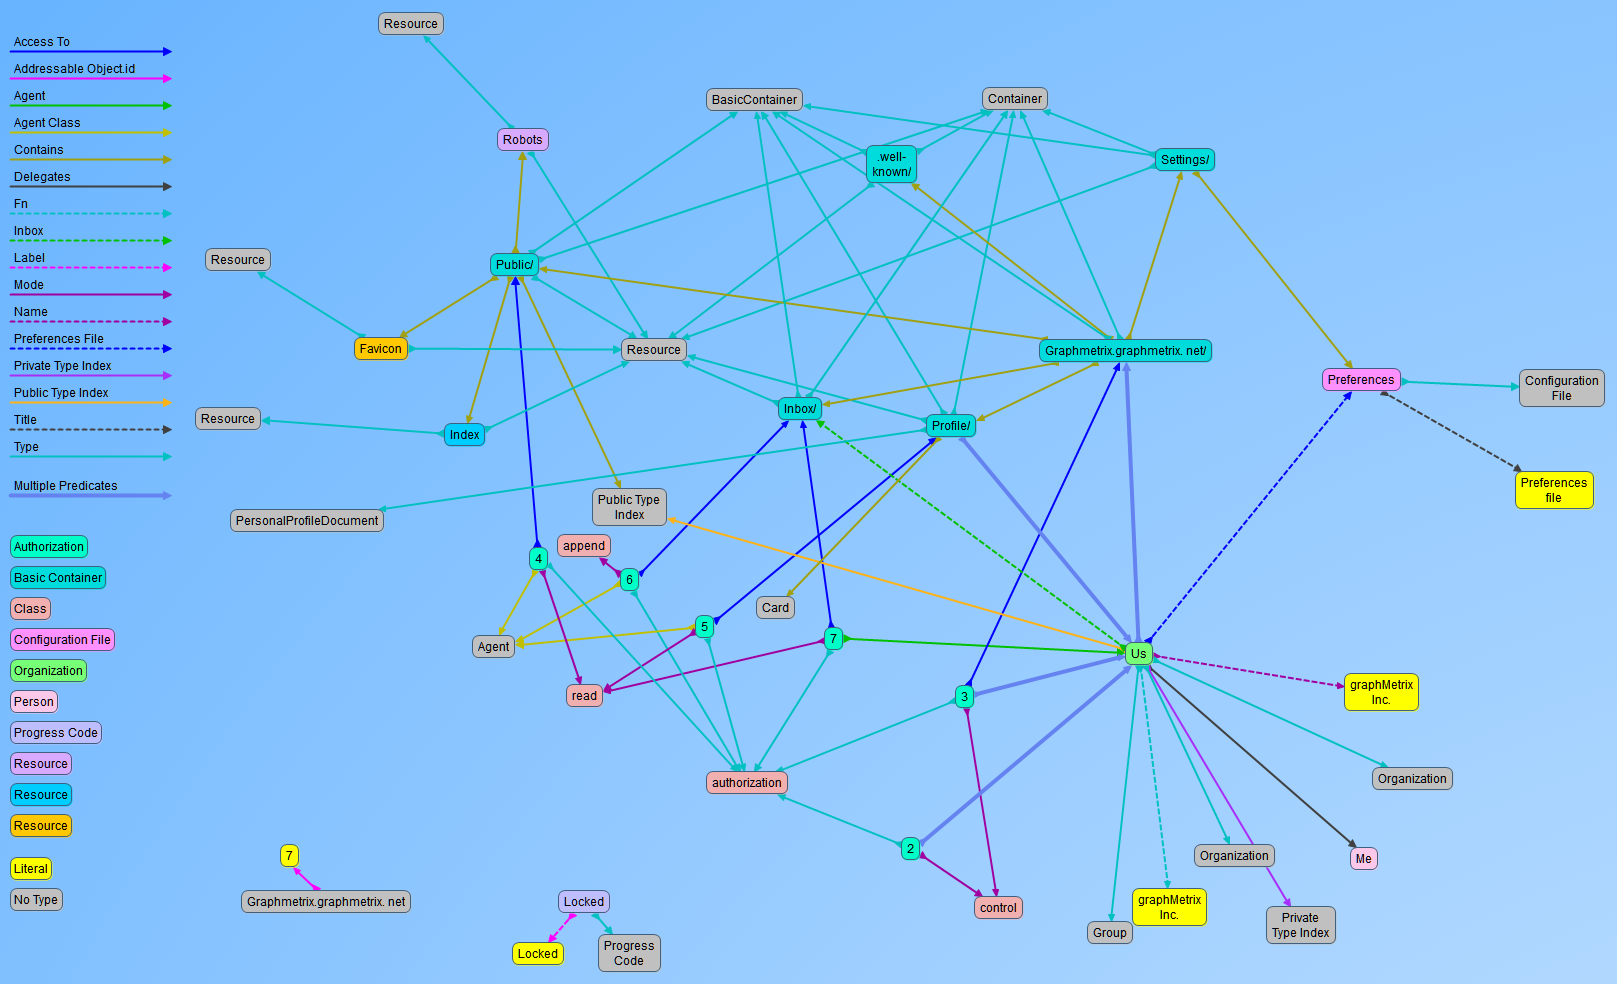 Access To
Addressable Object.id
Agent
Agent Class
Contains
Delegates
Fn
Inbox
Label
Mode
Name
Preferences File
Private Type Index
Public Type Index
Title
Type
Multiple Predicates
Authorization
Basic Container
Class
Configuration File
Organization
Person
Progress Code
Resource
Resource
Resource
Literal
No Type
Resource
BasicContainer
Container
Robots
.well-
known/
Settings/
Resource
Public/
Favicon
Resource
Graphmetrix.graphmetrix. net/
Preferences
Configuration
File
Resource
Index
Inbox/
Profile/
Preferences
file
Public Type
Index
PersonalProfileDocument
append
4
6
Card
5
7
Agent
Us
read
3
graphMetrix
Inc.
authorization
Organization
2
Organization
Me
7
Graphmetrix.graphmetrix. net
Locked
control
graphMetrix
Inc.
Group
Private
Type Index
Locked
Progress
Code